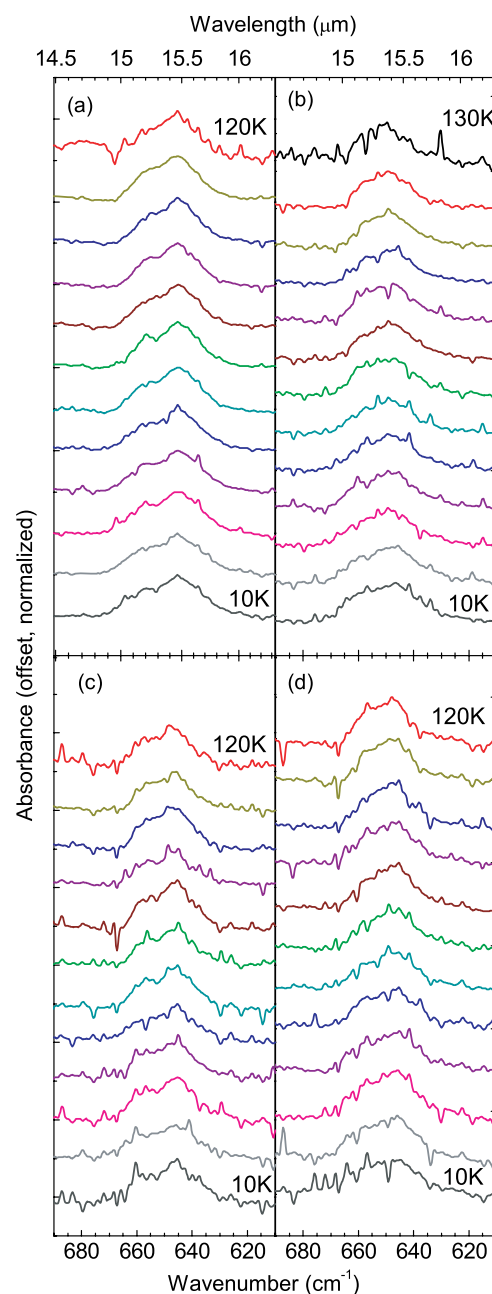 Wavelength (μm)
14.5 15 15.5 16 15 15.5 16
(a) 120K (b) 130K
10K 10K
Absorbance (offset, normalized)
(c) 120K (d) 120K
10K 10K
680 660 640 620 680 660 640 620
Wavenumber (cm⁻¹)